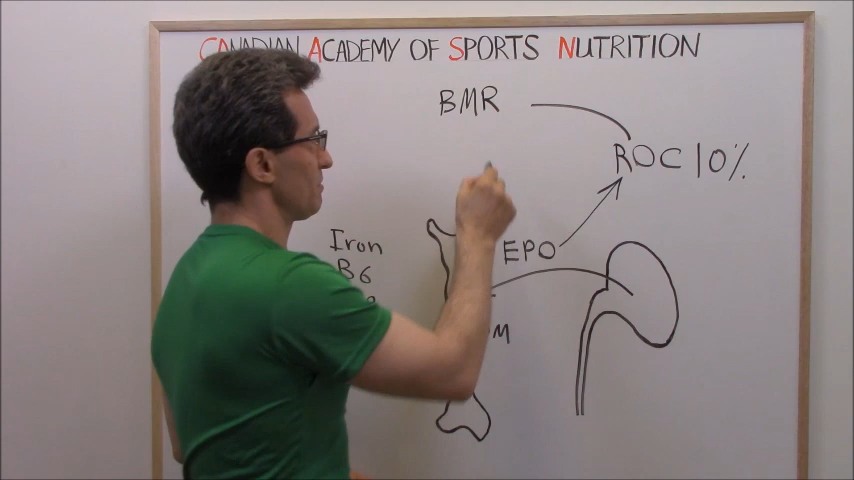 CANADIAN ACADEMY OF SPORTS NUTRITION
BMR
ROC 10%
EPO
Iron
B6
M